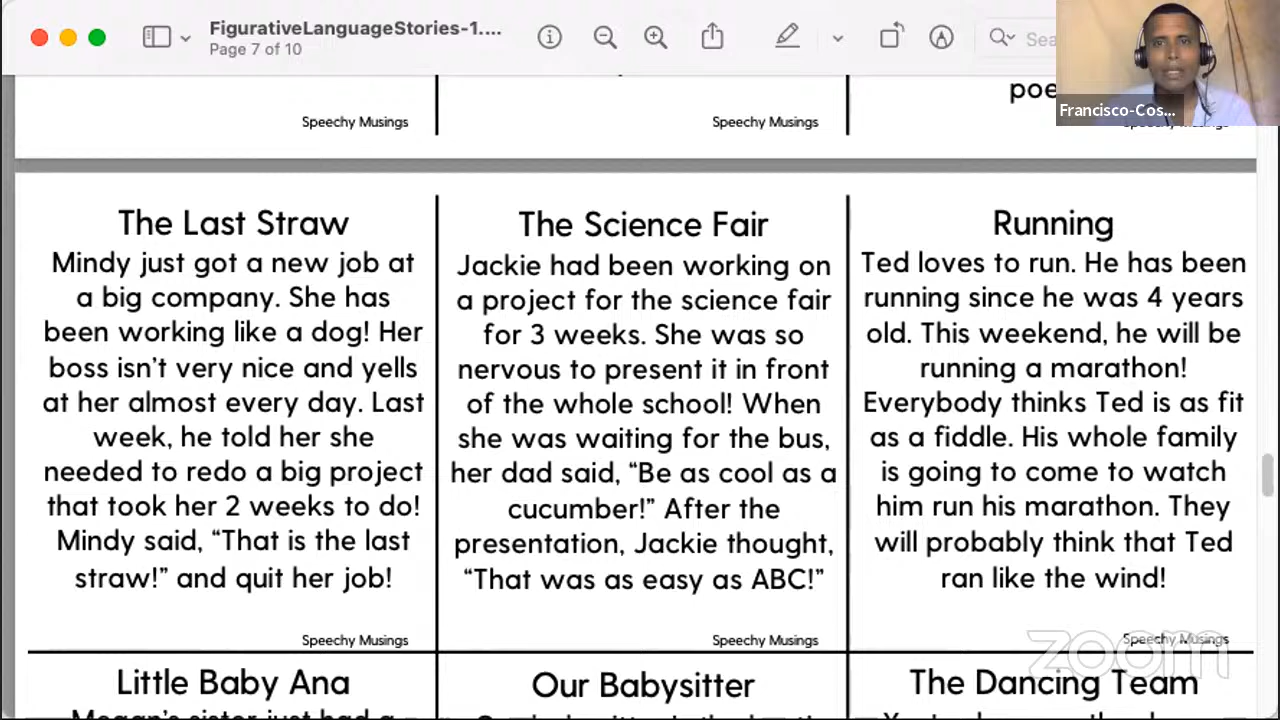 FigurativeLanguageStories-1....
Page 7 of 10
Francisco-Cos...
poe
Speechy Musings
Speechy Musings
Speechy Musings
The Last Straw
Mindy just got a new job at
a big company. She has
been working like a dog! Her
boss isn't very nice and yells
at her almost every day. Last
week, he told her she
needed to redo a big project
that took her 2 weeks to do!
Mindy said, “That is the last
straw!” and quit her job!
Speechy Musings
The Science Fair
Jackie had been working on
a project for the science fair
for 3 weeks. She was so
nervous to present it in front
of the whole school! When
she was waiting for the bus,
her dad said, “Be as cool as a
cucumber!” After the
presentation, Jackie thought,
“That was as easy as ABC!”
Speechy Musings
Running
Ted loves to run. He has been
running since he was 4 years
old. This weekend, he will be
running a marathon!
Everybody thinks Ted is as fit
as a fiddle. His whole family
is going to come to watch
him run his marathon. They
will probably think that Ted
ran like the wind!
Speechy Musings
zoom
Little Baby Ana
Megan's sister just had a
Our Babysitter
The Dancing Team